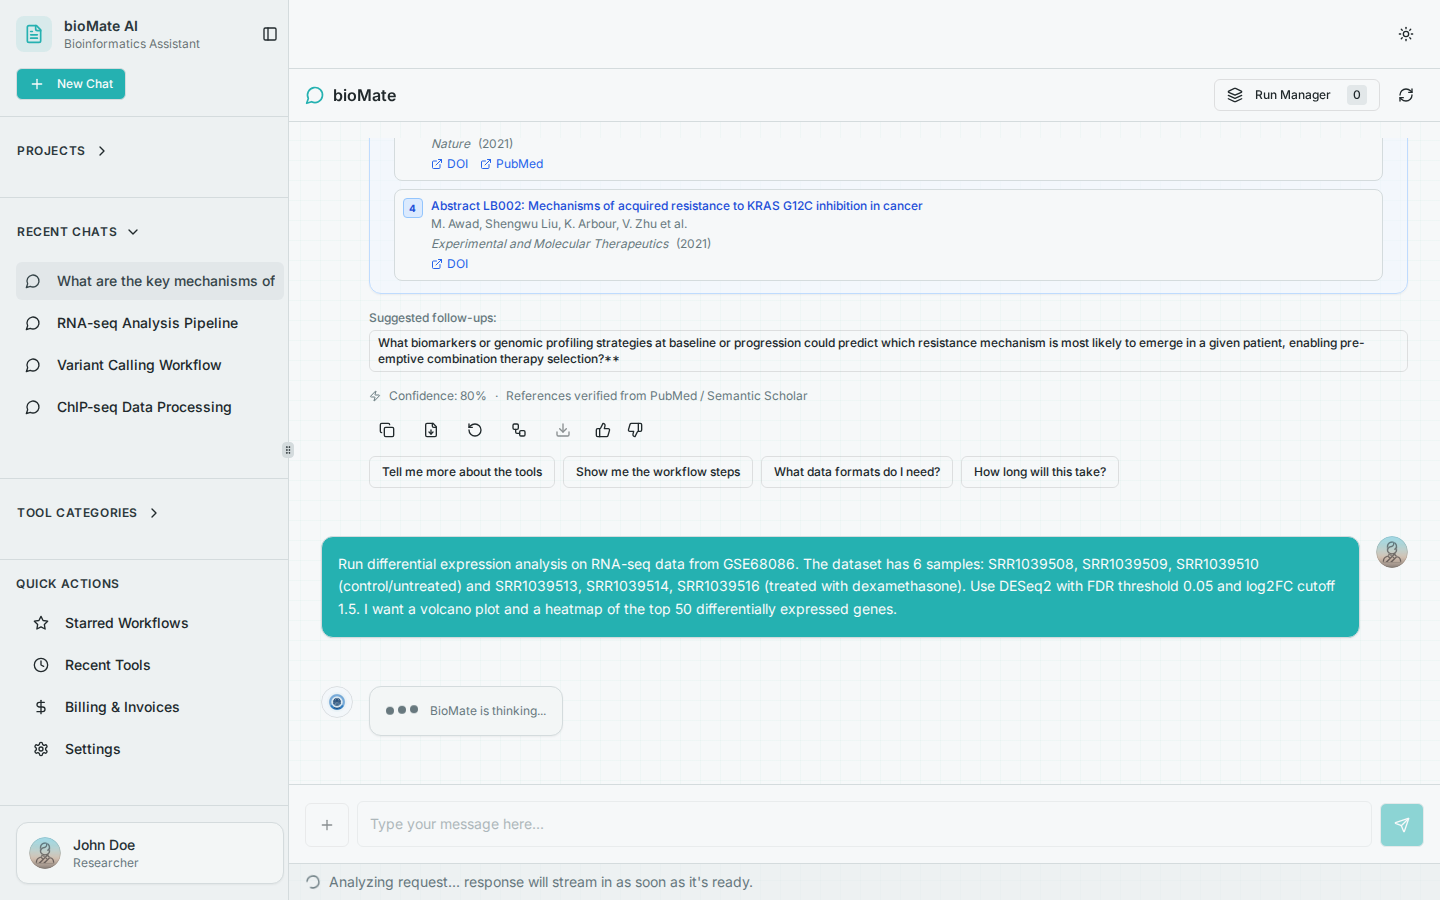 bioMate AI
Bioinformatics Assistant
New Chat
PROJECTS
RECENT CHATS
What are the key mechanisms of
RNA-seq Analysis Pipeline
Variant Calling Workflow
ChIP-seq Data Processing
TOOL CATEGORIES
QUICK ACTIONS
Starred Workflows
Recent Tools
Billing & Invoices
Settings
John Doe
Researcher
bioMate
Run Manager 0
Nature (2021)
DOI PubMed
4 Abstract LB002: Mechanisms of acquired resistance to KRAS G12C inhibition in cancer
M. Awad, Shengwu Liu, K. Arbour, V. Zhu et al.
Experimental and Molecular Therapeutics (2021)
DOI
Suggested follow-ups:
What biomarkers or genomic profiling strategies at baseline or progression could predict which resistance mechanism is most likely to emerge in a given patient, enabling pre-
emptive combination therapy selection?**
Confidence: 80% · References verified from PubMed / Semantic Scholar
Tell me more about the tools
Show me the workflow steps
What data formats do I need?
How long will this take?
Run differential expression analysis on RNA-seq data from GSE68086. The dataset has 6 samples: SRR1039508, SRR1039509, SRR1039510
(control/untreated) and SRR1039513, SRR1039514, SRR1039516 (treated with dexamethasone). Use DESeq2 with FDR threshold 0.05 and log2FC cutoff
1.5. I want a volcano plot and a heatmap of the top 50 differentially expressed genes.
BioMate is thinking...
Type your message here...
Analyzing request... response will stream in as soon as it's ready.